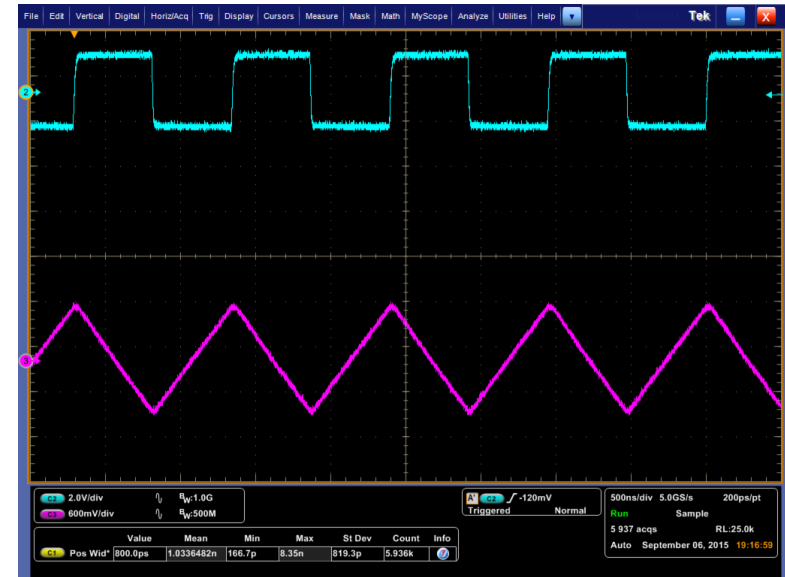 File Edit Vertical Digital Horiz/Acq Trig Display Cursors Measure Mask Math MyScope Analyze Utilities Help Tek X
2
3
C2 2.0V/div BW:1.0G
C3 600mV/div BW:500M
A' C2 -120mV
Triggered Normal
500ns/div 5.0GS/s 200ps/pt
Run Sample
5 937 acqs RL:25.0k
Auto September 06, 2015 19:16:59
Value Mean Min Max St Dev Count Info
C1 Pos Wid* 800.0ps 1.0336482n 166.7p 8.35n 819.3p 5.936k